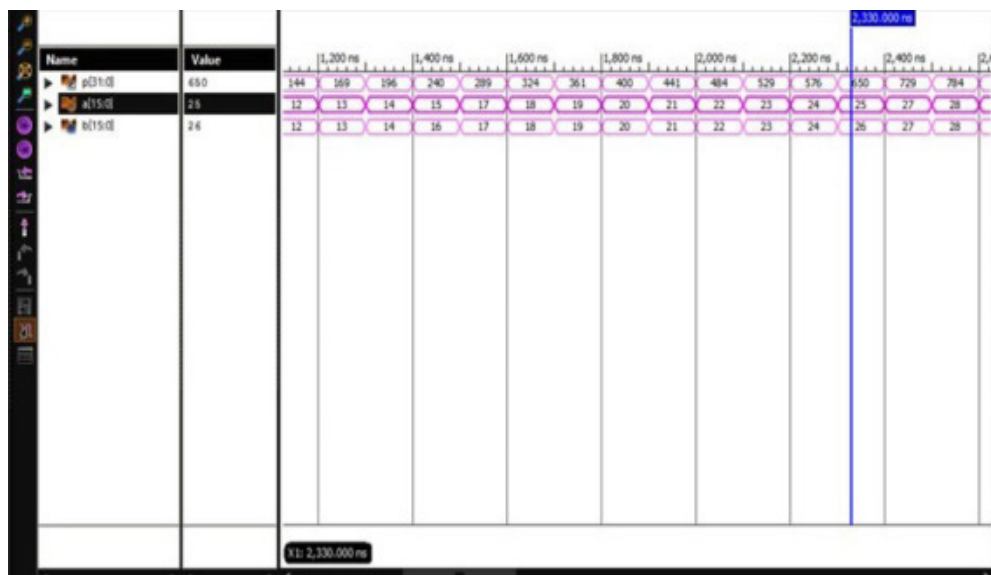 2,330.000 ns
Name Value 1,200 ns 1,400 ns 1,600 ns 1,800 ns 2,000 ns 2,200 ns 2,400 ns
p[31:0] 650 144 169 196 240 289 324 361 400 441 484 529 576 650 729 784
a[15:0] 25 12 13 14 15 17 18 19 20 21 22 23 24 25 27 28
b[15:0] 26 12 13 14 16 17 18 19 20 21 22 23 24 26 27 28
X1: 2,330.000 ns